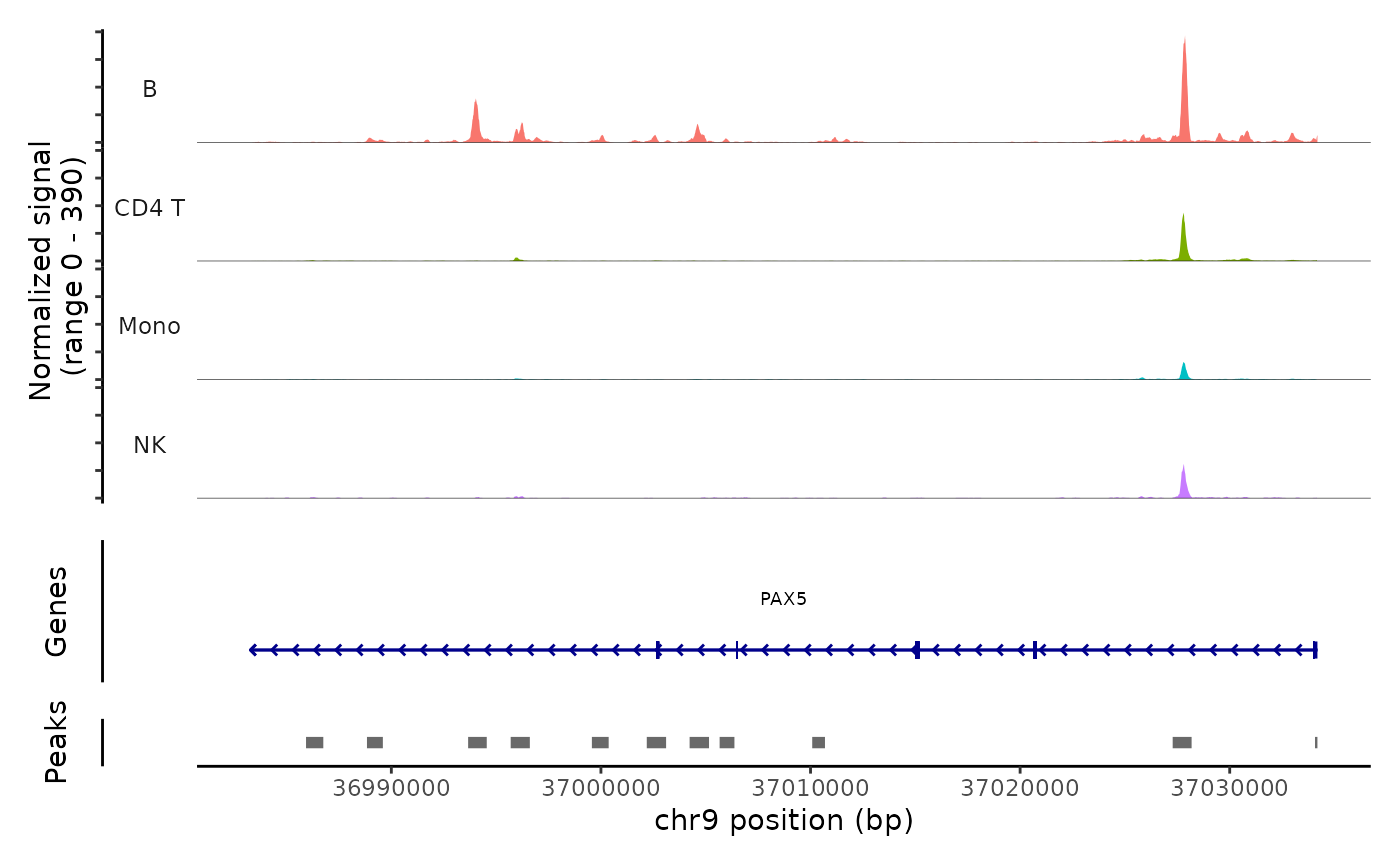 Normalized signal
(range 0 - 390)
B
CD4 T
Mono
NK
Genes
PAX5
Peaks
36990000
37000000
37010000
37020000
37030000
chr9 position (bp)